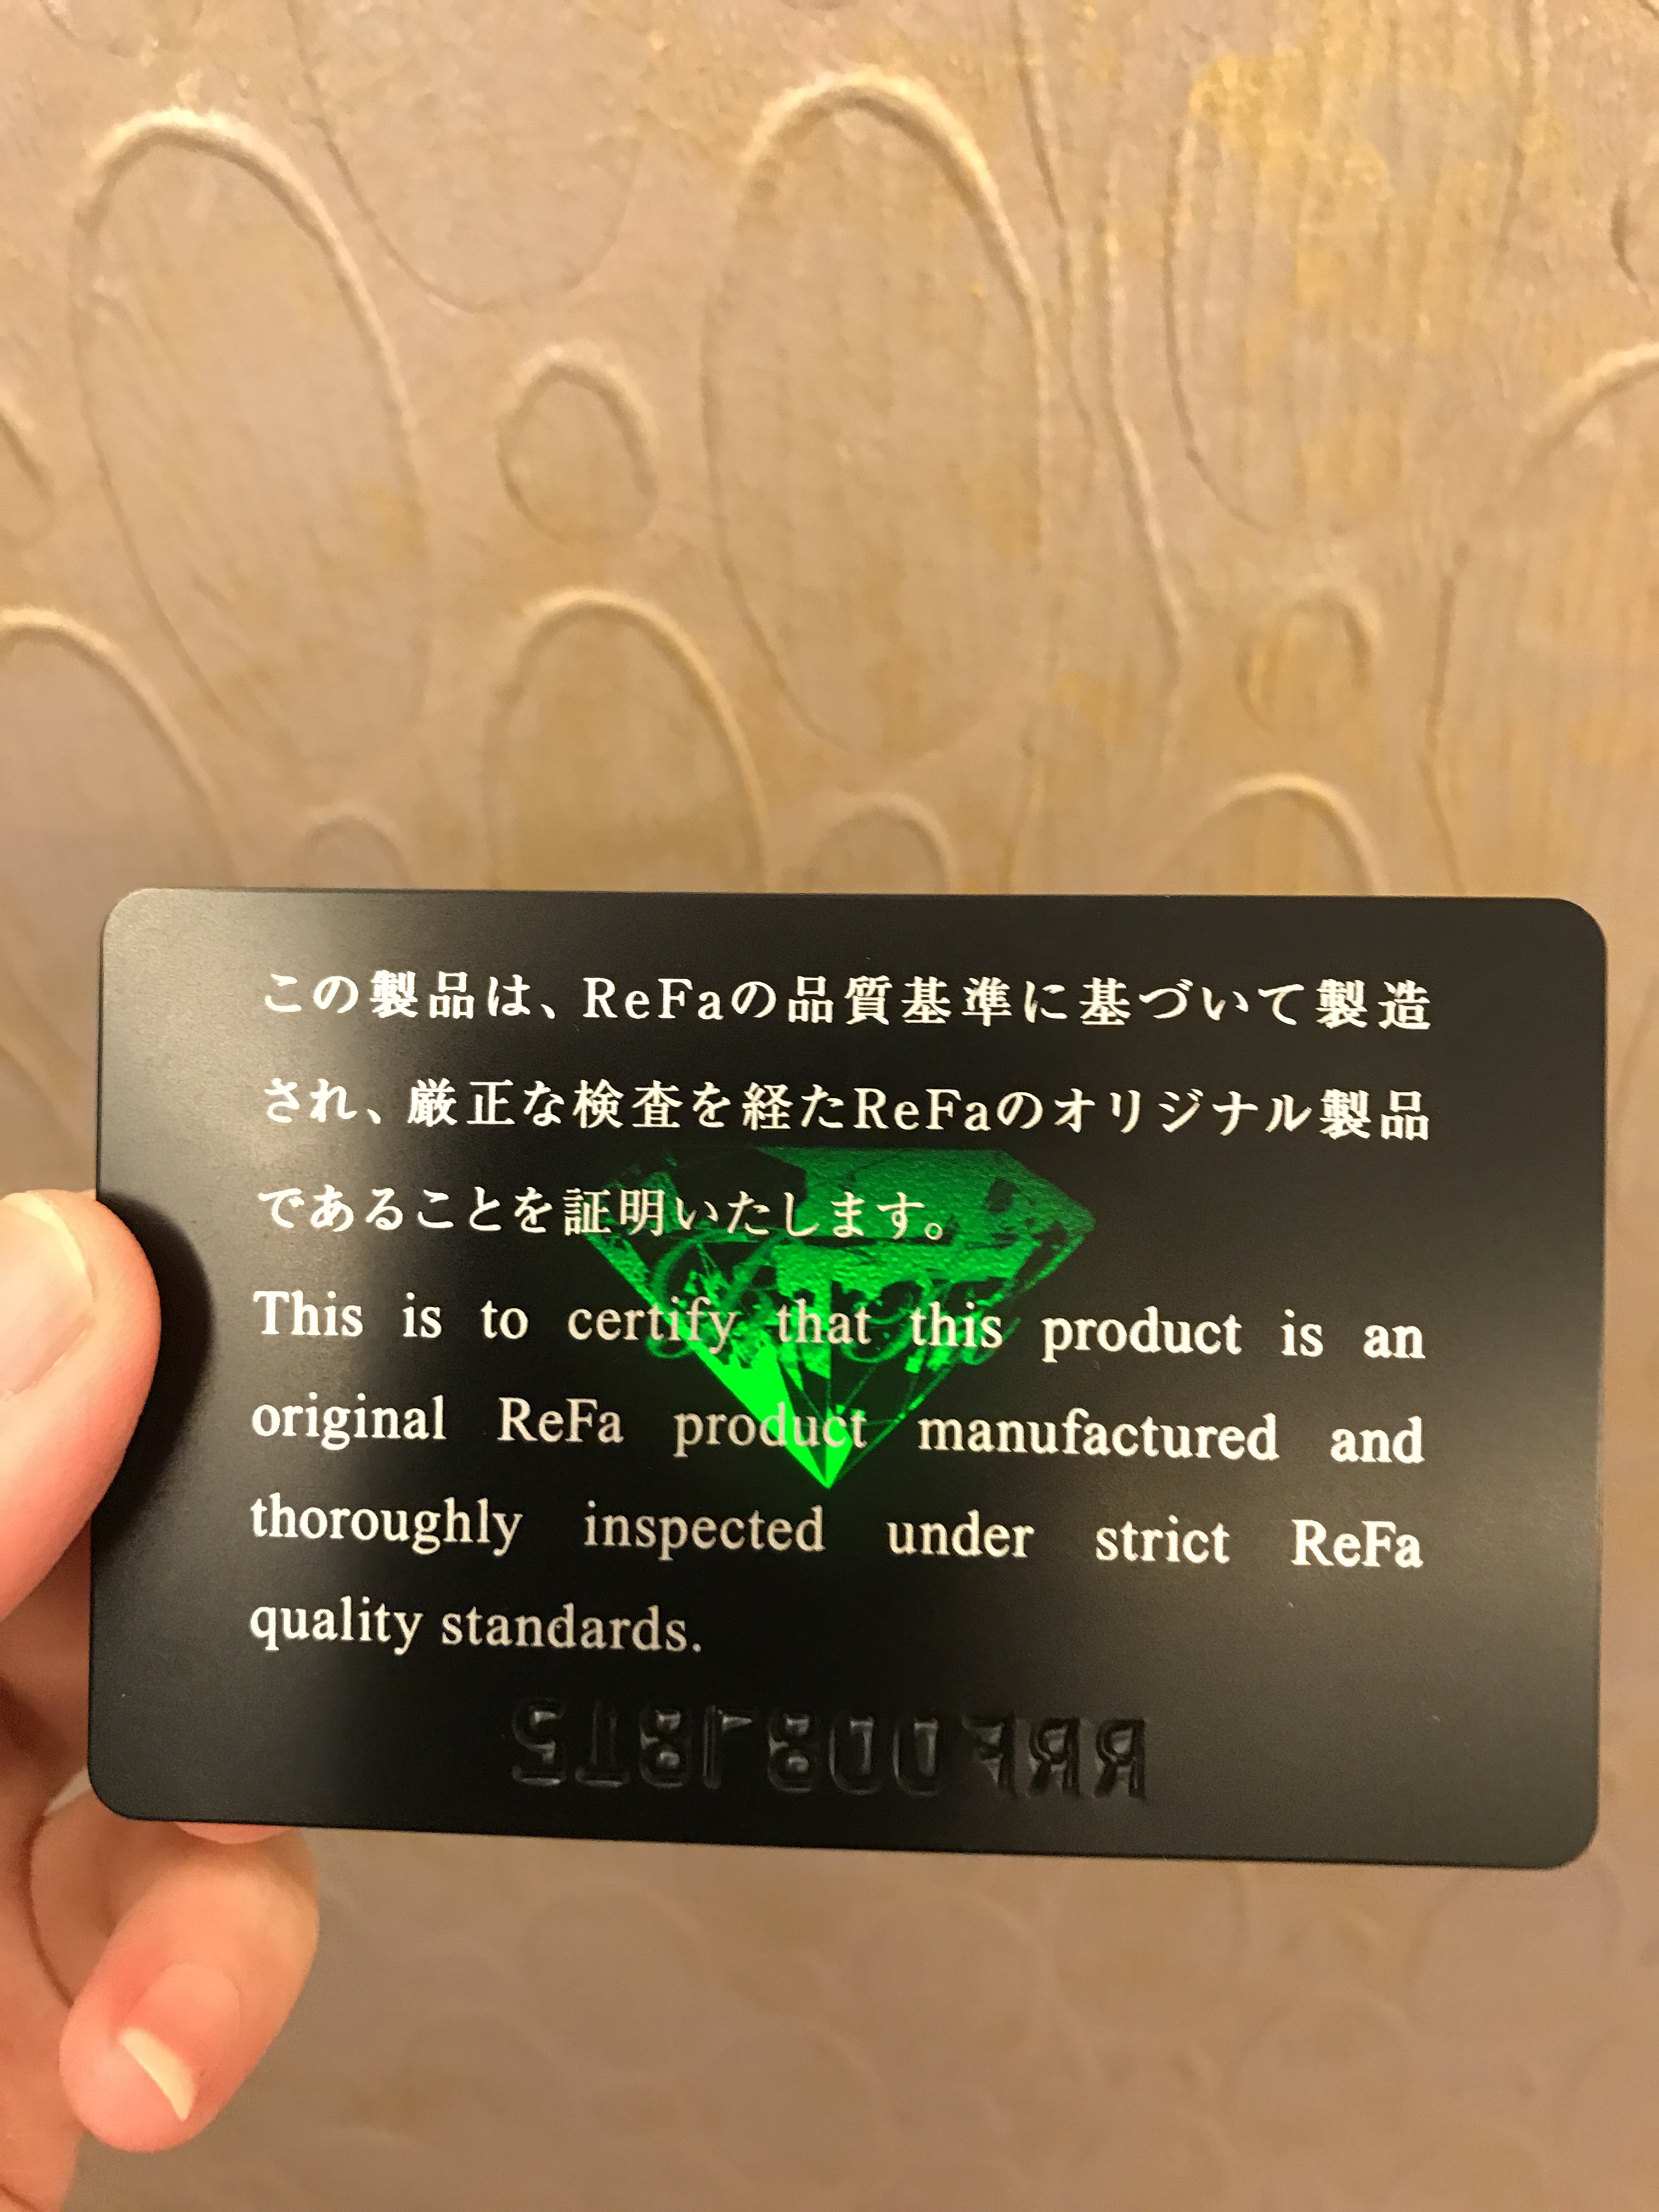 この製品は、ReFaの品質基準に基づいて製造
され、厳正な検査を経たReFaのオリジナル製品
であることを証明いたします。
This is to certify that this product is an
original ReFa product manufactured and
thoroughly inspected under strict ReFa
quality standards.